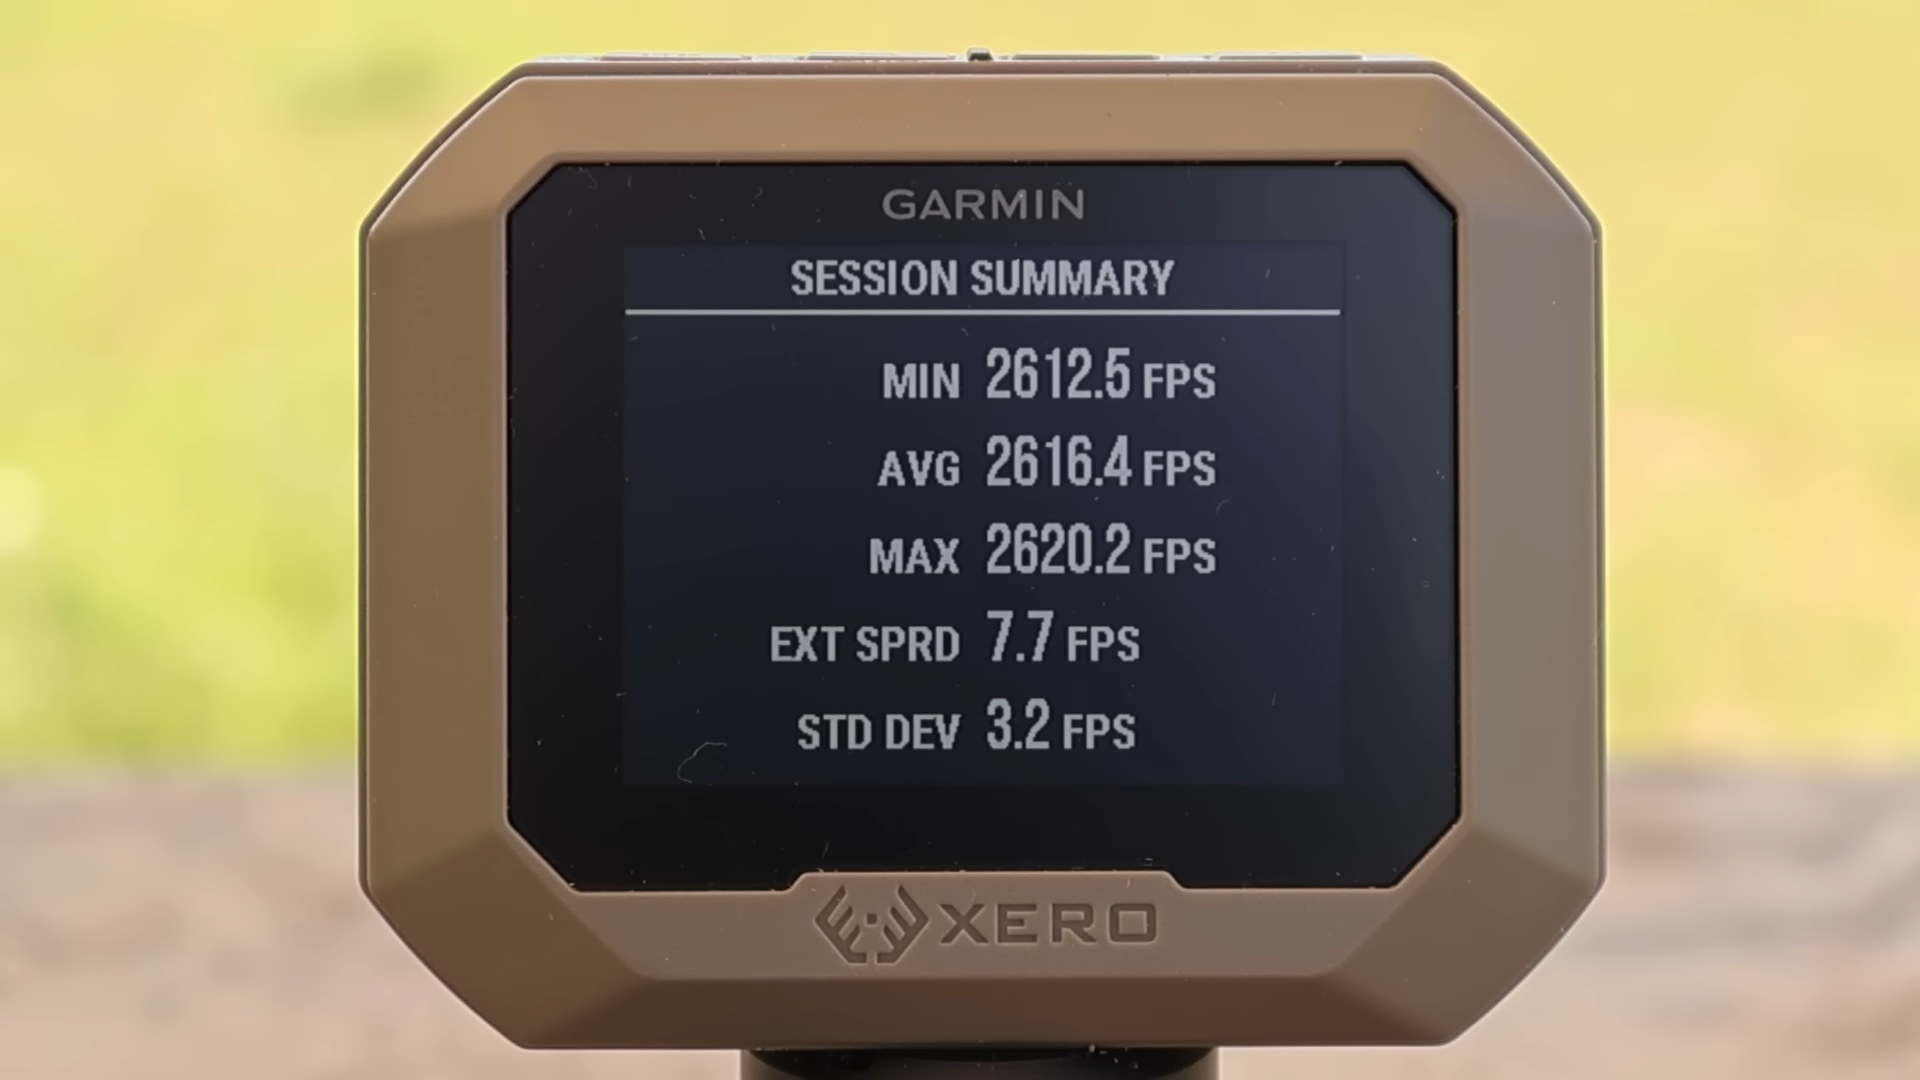 GARMIN
SESSION SUMMARY
MIN 2612.5 FPS
AVG 2616.4 FPS
MAX 2620.2 FPS
EXT SPRD 7.7 FPS
STD DEV 3.2 FPS
XERO